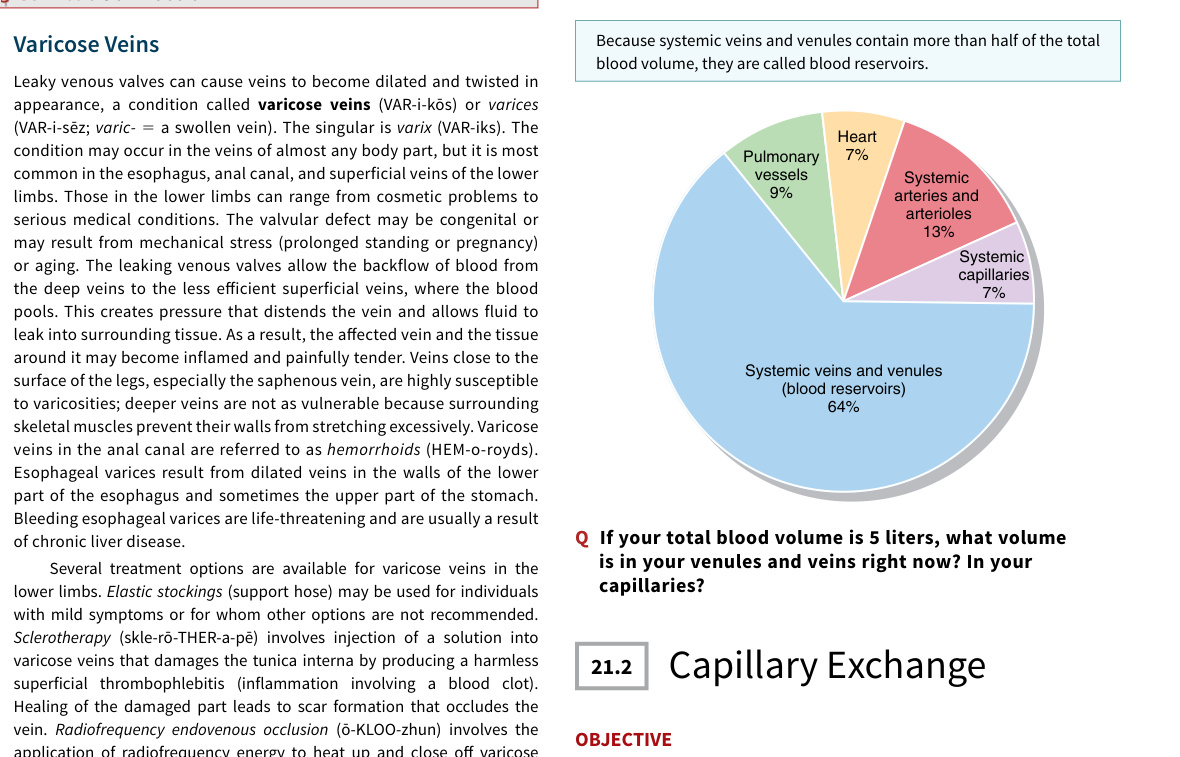 Varicose Veins
Leaky venous valves can cause veins to become dilated and twisted in
appearance, a condition called varicose veins (VAR-i-kōs) or varices
(VAR-i-sēz; varic- = a swollen vein). The singular is varix (VAR-iks). The
condition may occur in the veins of almost any body part, but it is most
common in the esophagus, anal canal, and superficial veins of the lower
limbs. Those in the lower limbs can range from cosmetic problems to
serious medical conditions. The valvular defect may be congenital or
may result from mechanical stress (prolonged standing or pregnancy)
or aging. The leaking venous valves allow the backflow of blood from
the deep veins to the less efficient superficial veins, where the blood
pools. This creates pressure that distends the vein and allows fluid to
leak into surrounding tissue. As a result, the affected vein and the tissue
around it may become inflamed and painfully tender. Veins close to the
surface of the legs, especially the saphenous vein, are highly susceptible
to varicosities; deeper veins are not as vulnerable because surrounding
skeletal muscles prevent their walls from stretching excessively. Varicose
veins in the anal canal are referred to as hemorrhoids (HEM-o-royds).
Esophageal varices result from dilated veins in the walls of the lower
part of the esophagus and sometimes the upper part of the stomach.
Bleeding esophageal varices are life-threatening and are usually a result
of chronic liver disease.
Several treatment options are available for varicose veins in the
lower limbs. Elastic stockings (support hose) may be used for individuals
with mild symptoms or for whom other options are not recommended.
Sclerotherapy (skle-rō-THER-a-pē) involves injection of a solution into
varicose veins that damages the tunica interna by producing a harmless
superficial thrombophlebitis (inflammation involving a blood clot).
Healing of the damaged part leads to scar formation that occludes the
vein. Radiofrequency endovenous occlusion (ō-KLOO-zhun) involves the
application of radiofrequency energy to heat up and close off varicose
Because systemic veins and venules contain more than half of the total
blood volume, they are called blood reservoirs.
Pulmonary
vessels
9%
Heart
7%
Systemic
arteries and
arterioles
13%
Systemic
capillaries
7%
Systemic veins and venules
(blood reservoirs)
64%
Q If your total blood volume is 5 liters, what volume
is in your venules and veins right now? In your
capillaries?
21.2 Capillary Exchange
OBJECTIVE